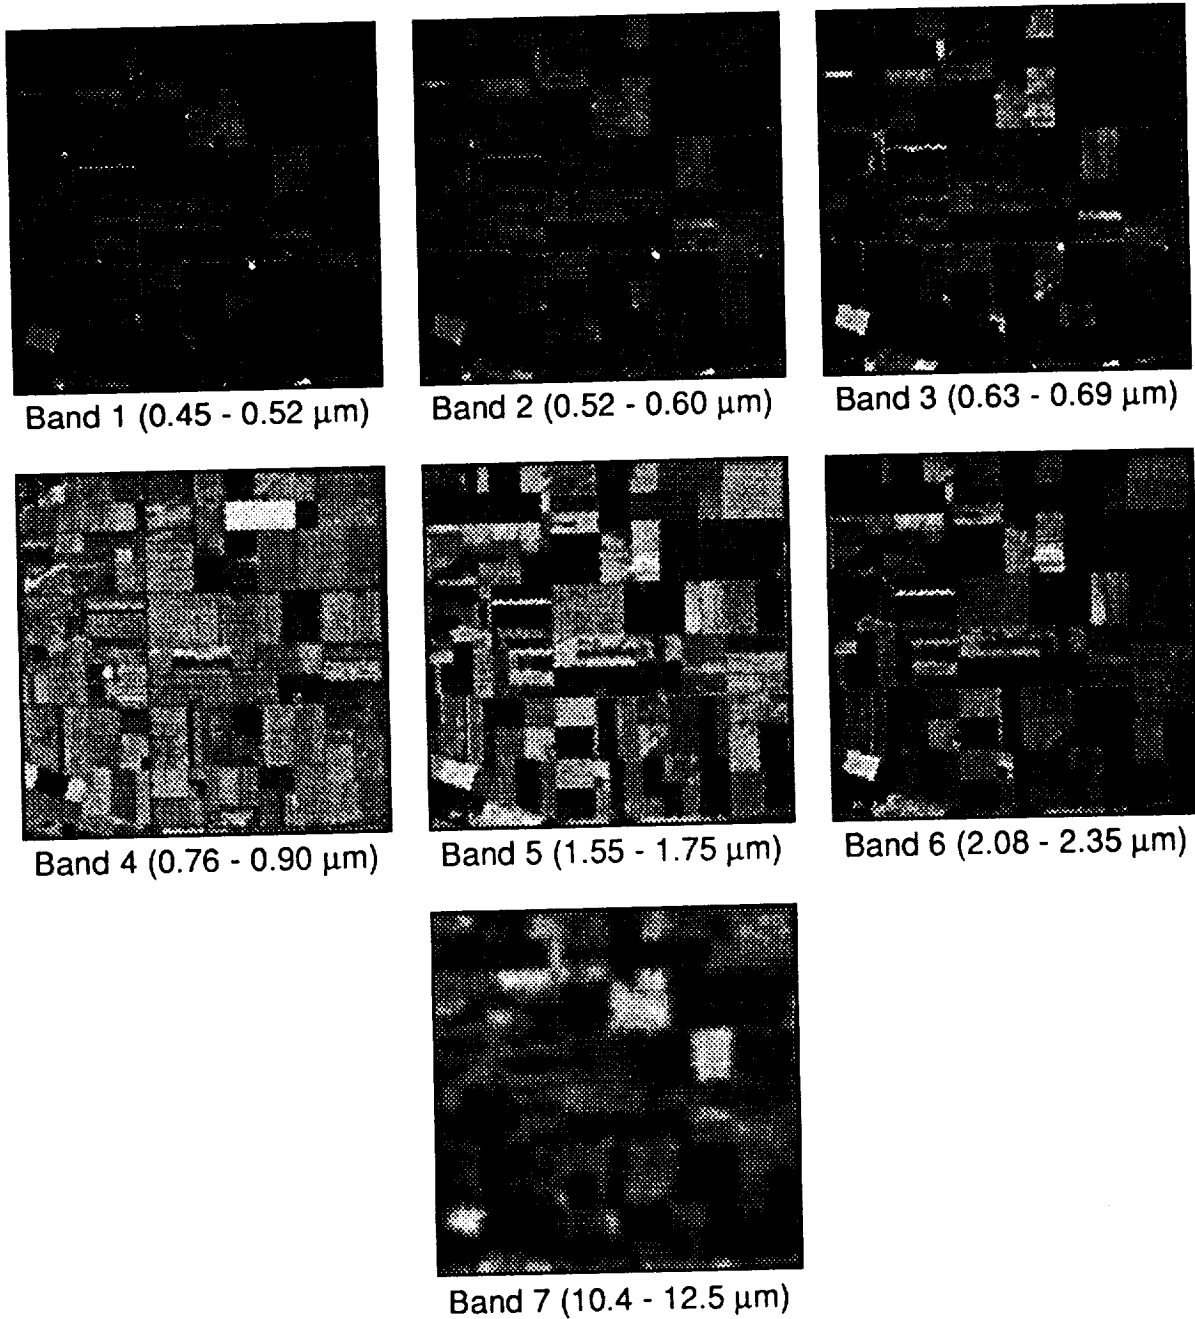 Band 1 (0.45 - 0.52 μm)
Band 2 (0.52 - 0.60 μm)
Band 3 (0.63 - 0.69 μm)
Band 4 (0.76 - 0.90 μm)
Band 5 (1.55 - 1.75 μm)
Band 6 (2.08 - 2.35 μm)
Band 7 (10.4 - 12.5 μm)